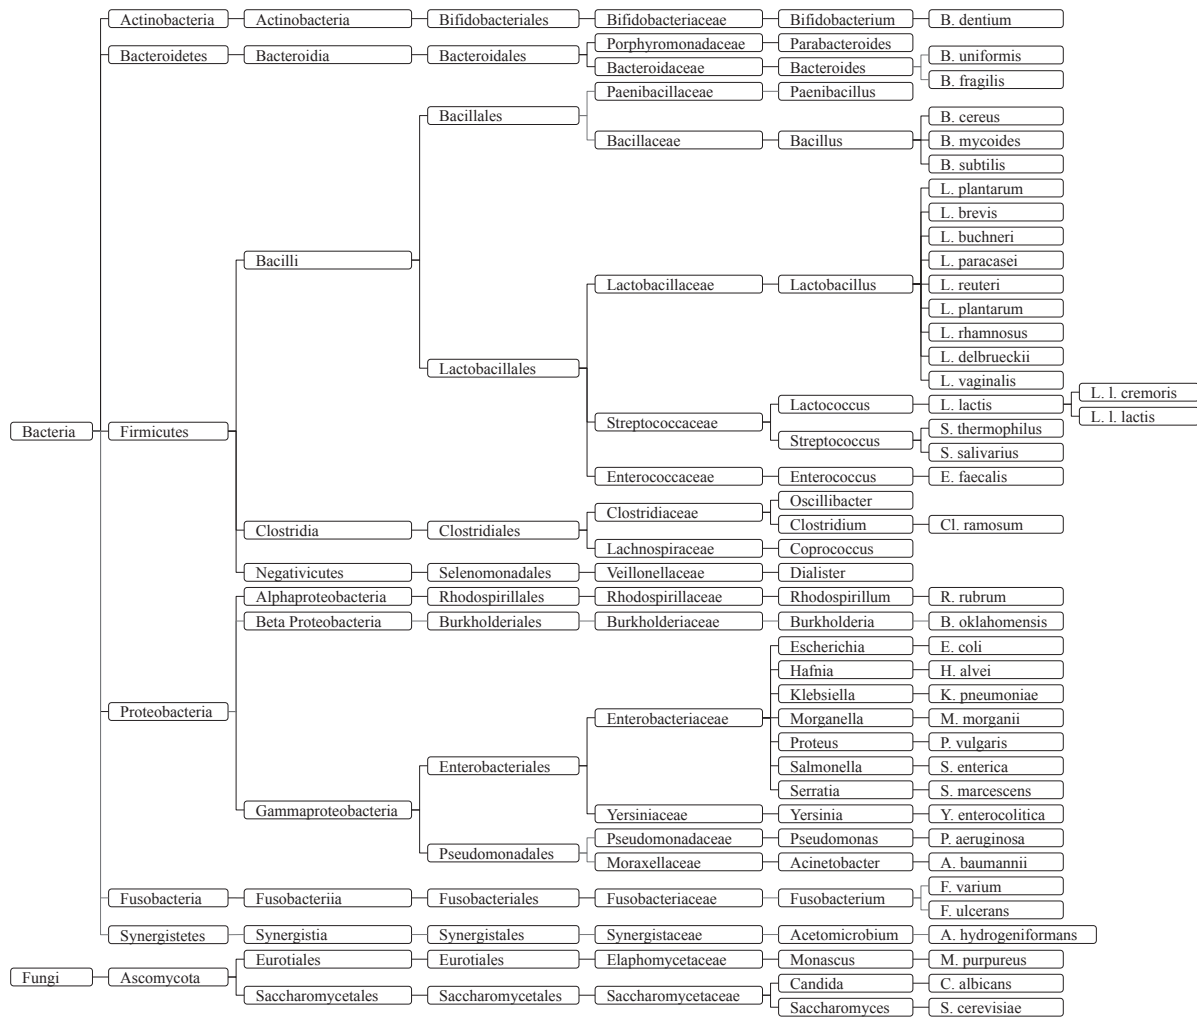 Actinobacteria Actinobacteria Bifidobacteriales Bifidobacteriaceae Bifidobacterium B. dentium
Porphyromonadaceae Parabacteroides
Bacteroidetes Bacteroidia Bacteroidales B. uniformis
Bacteroidaceae Bacteroides
B. fragilis
Paenibacillaceae Paenibacillus
Bacillales B. cereus
Bacillaceae Bacillus B. mycoides
B. subtilis
L. plantarum
L. brevis
L. buchneri
Bacilli L. paracasei
Lactobacillaceae Lactobacillus L. reuteri
L. plantarum
L. rhamnosus
L. delbrueckii
Lactobacillales
L. vaginalis
L. l. cremoris
Lactococcus L. lactis
L. l. lactis
Streptococcaceae
Bacteria Firmicutes S. thermophilus
Streptococcus
S. salivarius
Enterococcaceae Enterococcus E. faecalis
Oscillibacter
Clostridiaceae
Clostridia Clostridiales Clostridium Cl. ramosum
Lachnospiraceae Coprococcus
Negativicutes Selenomonadales Veillonellaceae Dialister
Alphaproteobacteria Rhodospirillales Rhodospirillaceae Rhodospirillum R. rubrum
Beta Proteobacteria Burkholderiales Burkholderiaceae Burkholderia B. oklahomensis
Escherichia E. coli
Hafnia H. alvei
Klebsiella K. pneumoniae
Proteobacteria
Enterobacteriaceae Morganella M. morganii
Proteus P. vulgaris
Enterobacteriales Salmonella S. enterica
Serratia S. marcescens
Gammaproteobacteria
Yersiniaceae Yersinia Y. enterocolitica
Pseudomonadaceae Pseudomonas P. aeruginosa
Pseudomonadales
Moraxellaceae Acinetobacter A. baumannii
F. varium
Fusobacteria Fusobacteriia Fusobacteriales Fusobacteriaceae Fusobacterium
F. ulcerans
Synergistetes Synergistia Synergistales Synergistaceae Acetomicrobium A. hydrogeniformans
Eurotiales Eurotiales Elaphomycetaceae Monascus M. purpureus
Fungi Ascomycota
Candida C. albicans
Saccharomycetales Saccharomycetales Saccharomycetaceae
Saccharomyces S. cerevisiae